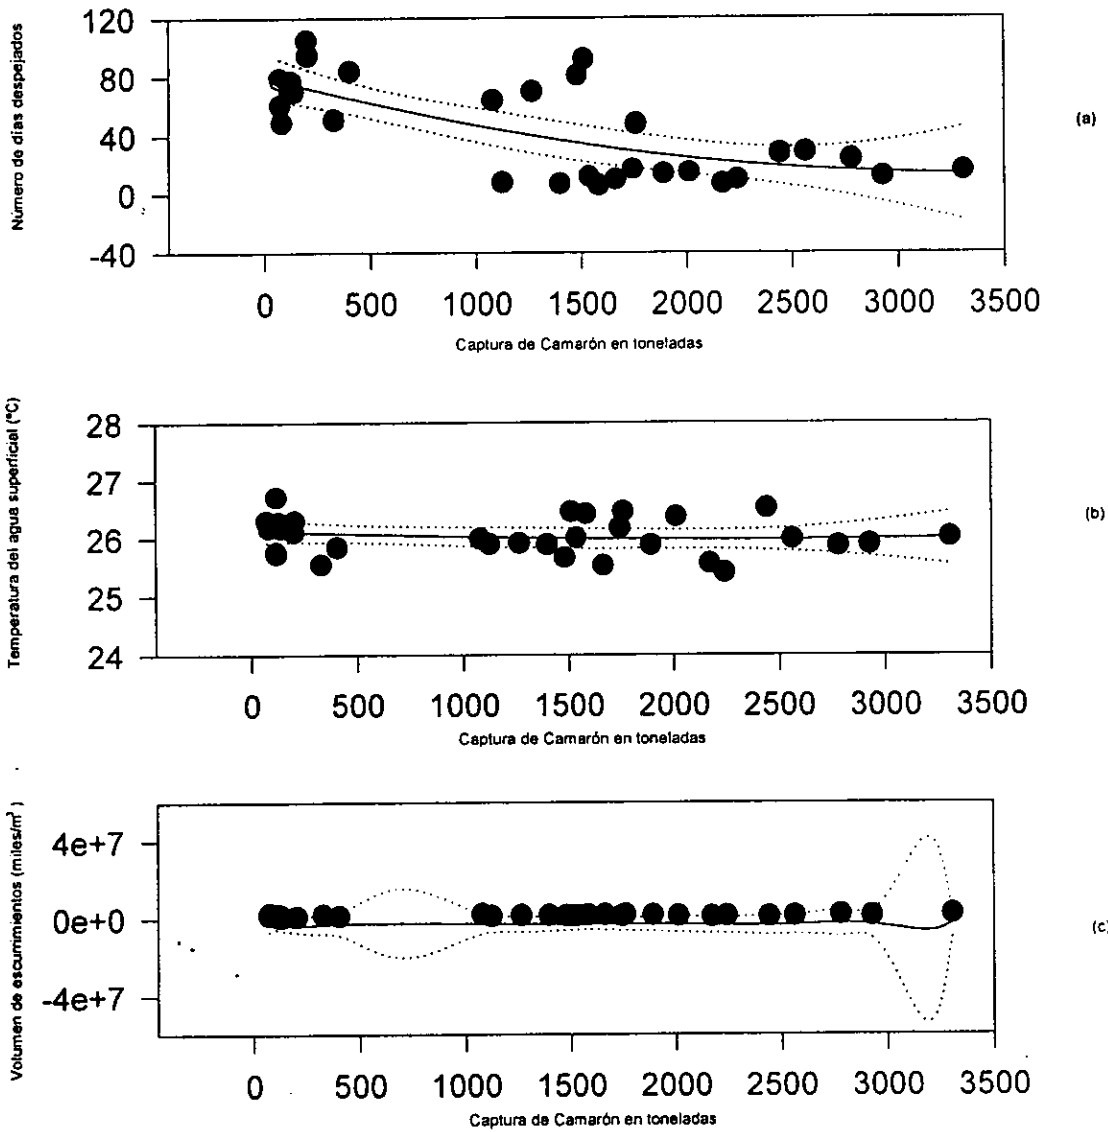 Número de días despejados
120
80
40
0
-40
(a)
0 500 1000 1500 2000 2500 3000 3500
Captura de Camarón en toneladas
Temperatura del agua superficial (°C)
28
27
26
25
24
(b)
0 500 1000 1500 2000 2500 3000 3500
Captura de Camarón en toneladas
Volumen de escurrimientos (miles/m³)
4e+7
0e+0
-4e+7
(c)
0 500 1000 1500 2000 2500 3000 3500
Captura de Camarón en toneladas